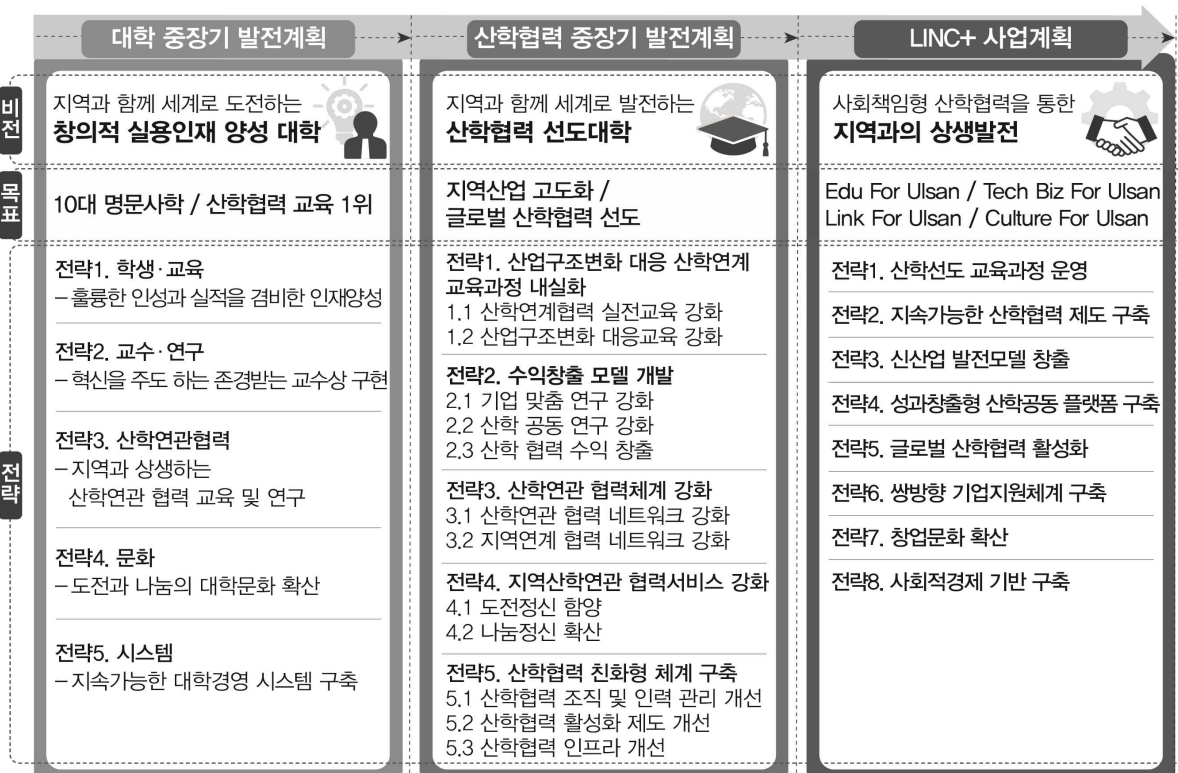 대학 중장기 발전계획
산학협력 중장기 발전계획
LINC+ 사업계획
비전
지역과 함께 세계로 도전하는
창의적 실용인재 양성 대학
지역과 함께 세계로 발전하는
산학협력 선도대학
사회책임형 산학협력을 통한
지역과의 상생발전
목표
10대 명문사학 / 산학협력 교육 1위
지역산업 고도화 /
글로벌 산학협력 선도
Edu For Ulsan / Tech Biz For Ulsan
Link For Ulsan / Culture For Ulsan
전략
전략1. 학생·교육
– 훌륭한 인성과 실적을 겸비한 인재양성
전략2. 교수·연구
– 혁신을 주도 하는 존경받는 교수상 구현
전략3. 산학연관협력
– 지역과 상생하는
산학연관 협력 교육 및 연구
전략4. 문화
– 도전과 나눔의 대학문화 확산
전략5. 시스템
– 지속가능한 대학경영 시스템 구축
전략1. 산업구조변화 대응 산학연계
교육과정 내실화
1.1 산학연계협력 실전교육 강화
1.2 산업구조변화 대응교육 강화
전략2. 수익창출 모델 개발
2.1 기업 맞춤 연구 강화
2.2 산학 공동 연구 강화
2.3 산학 협력 수익 창출
전략3. 산학연관 협력체계 강화
3.1 산학연관 협력 네트워크 강화
3.2 지역연계 협력 네트워크 강화
전략4. 지역산학연관 협력서비스 강화
4.1 도전정신 함양
4.2 나눔정신 확산
전략5. 산학협력 친화형 체계 구축
5.1 산학협력 조직 및 인력 관리 개선
5.2 산학협력 활성화 제도 개선
5.3 산학협력 인프라 개선
전략1. 산학선도 교육과정 운영
전략2. 지속가능한 산학협력 제도 구축
전략3. 신산업 발전모델 창출
전략4. 성과창출형 산학공동 플랫폼 구축
전략5. 글로벌 산학협력 활성화
전략6. 쌍방향 기업지원체계 구축
전략7. 창업문화 확산
전략8. 사회적경제 기반 구축